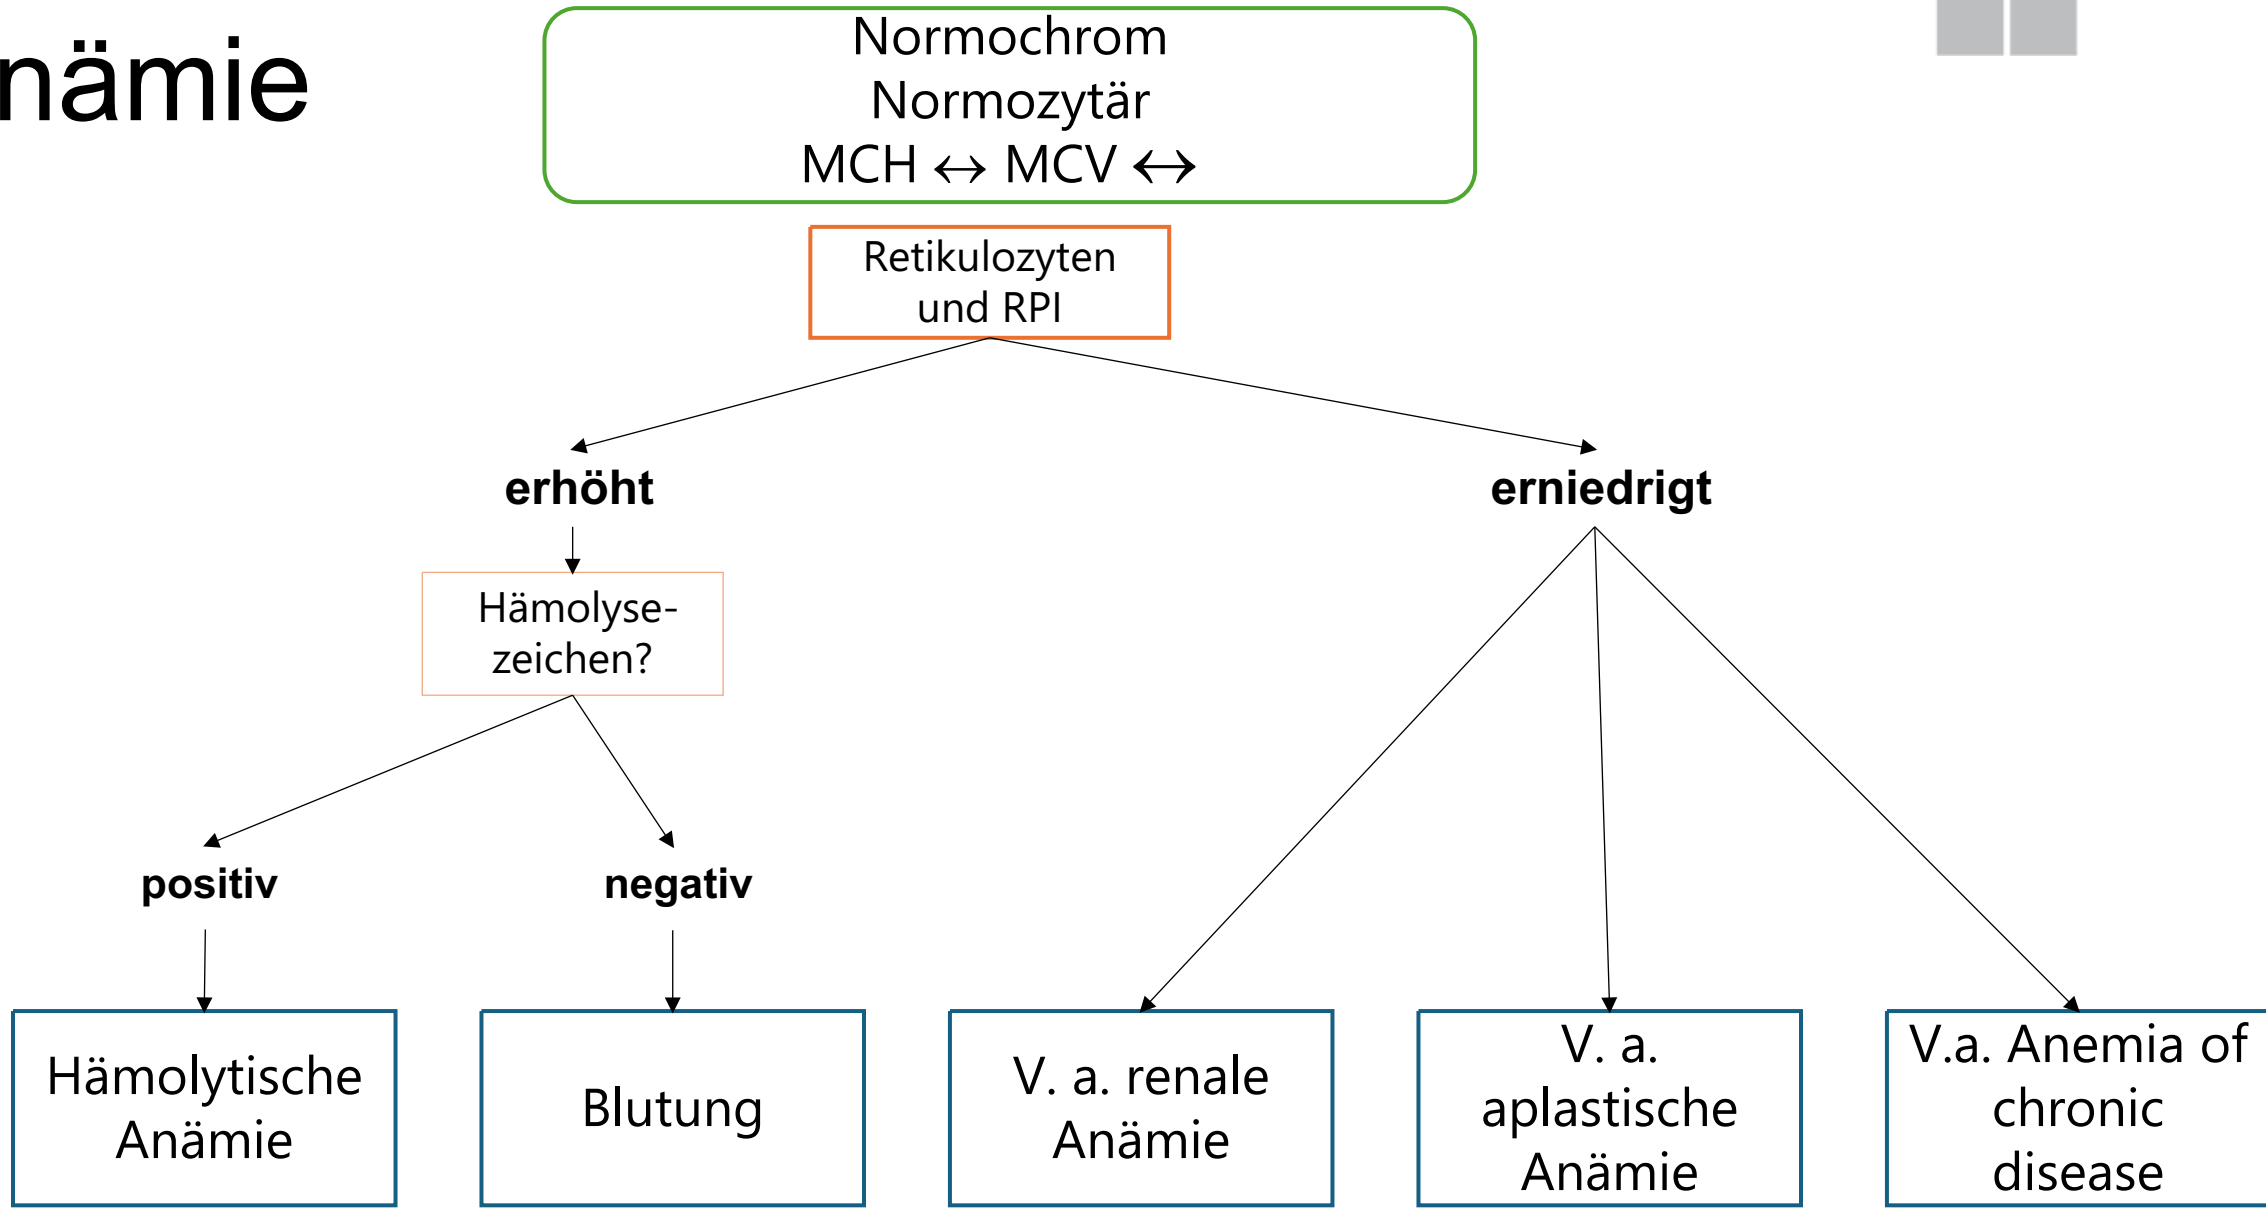 nämie
Normochrom
Normozytär
MCH ↔ MCV ↔
Retikulozyten
und RPI
erhöht
erniedrigt
Hämolyse-
zeichen?
positiv
negativ
Hämolytische
Anämie
Blutung
V. a. renale
Anämie
V. a.
aplastische
Anämie
V.a. Anemia of
chronic
disease